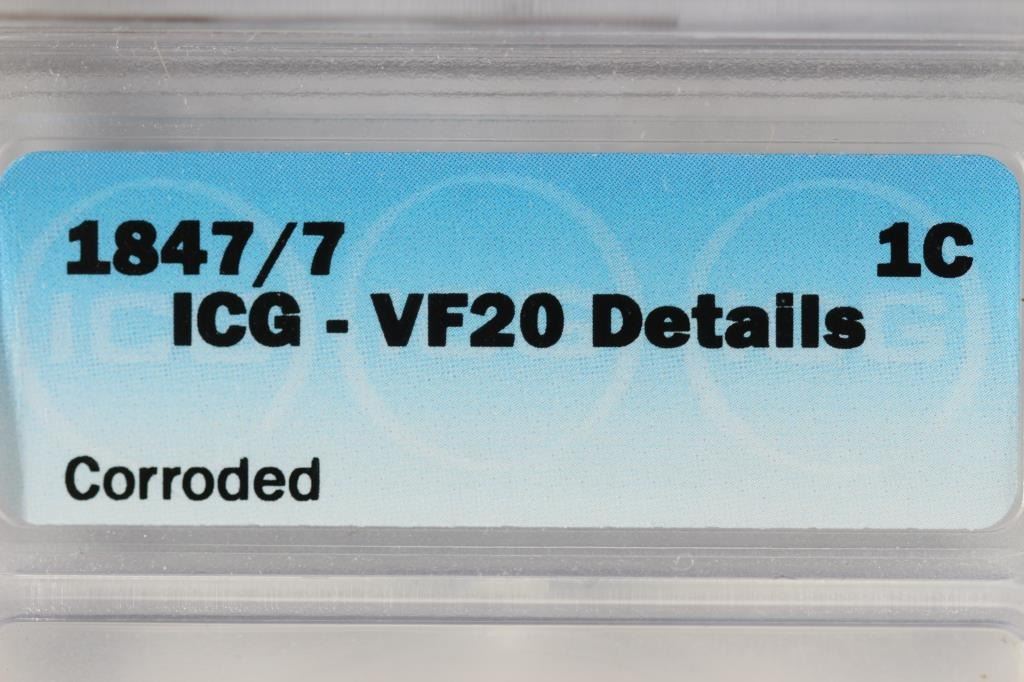 1847/7 1C
ICG - VF20 Details
Corroded